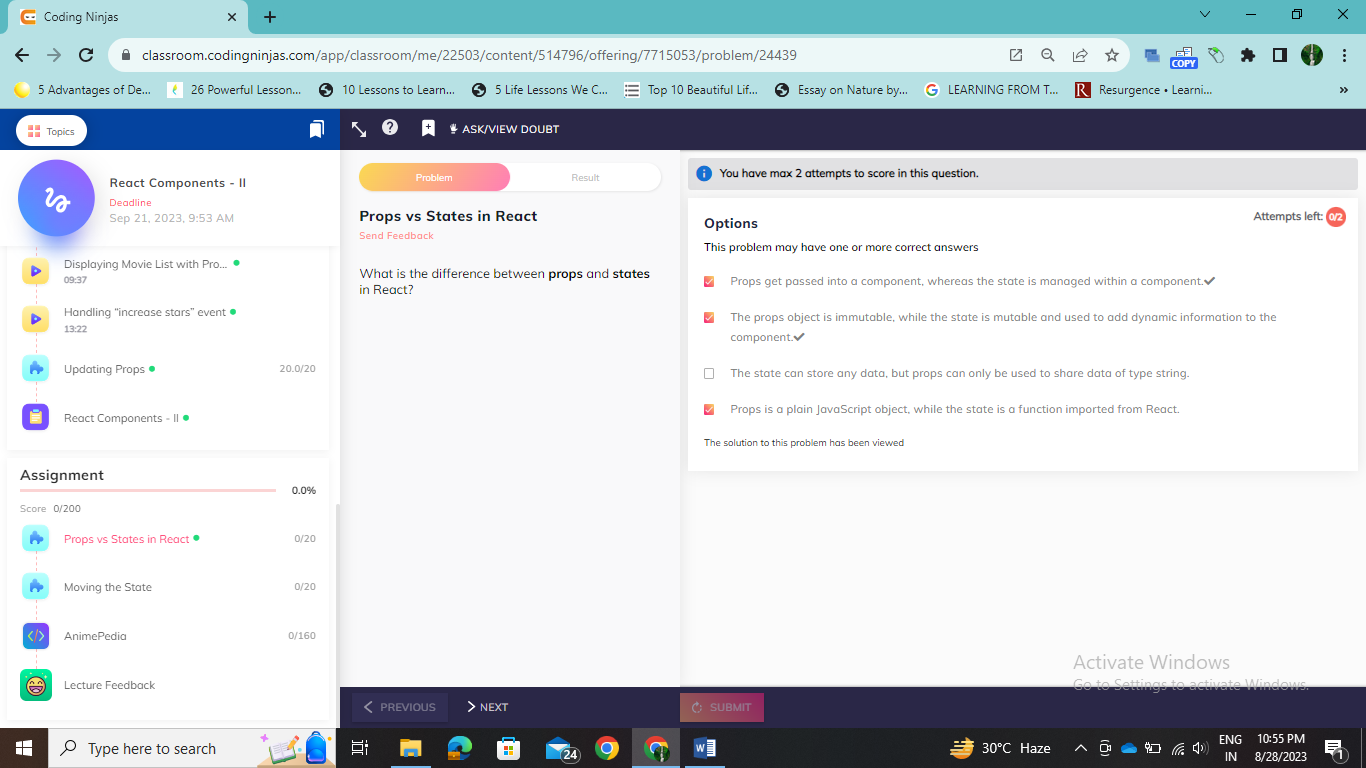 Coding Ninjas
classroom.codingninjas.com/app/classroom/me/22503/content/514796/offering/7715053/problem/24439
COPY
5 Advantages of De...
26 Powerful Lesson...
10 Lessons to Learn...
5 Life Lessons We C...
Top 10 Beautiful Lif...
Essay on Nature by...
LEARNING FROM T...
Resurgence • Learni...
Topics
ASK/VIEW DOUBT
React Components - II
Deadline
Sep 21, 2023, 9:53 AM
Displaying Movie List with Pro...
09:37
Handling “increase stars” event
13:22
Updating Props
20.0/20
React Components - II
Assignment
0.0%
Score 0/200
Props vs States in React
0/20
Moving the State
0/20
AnimePedia
0/160
Lecture Feedback
Problem
Result
Props vs States in React
Send Feedback
What is the difference between props and states
in React?
You have max 2 attempts to score in this question.
Options
Attempts left: 0/2
This problem may have one or more correct answers
Props get passed into a component, whereas the state is managed within a component.
The props object is immutable, while the state is mutable and used to add dynamic information to the
component.
The state can store any data, but props can only be used to share data of type string.
Props is a plain JavaScript object, while the state is a function imported from React.
The solution to this problem has been viewed
Activate Windows
Go to Settings to activate Windows.
PREVIOUS
NEXT
SUBMIT
Type here to search
24
30°C Haze
ENG
IN
10:55 PM
8/28/2023
1